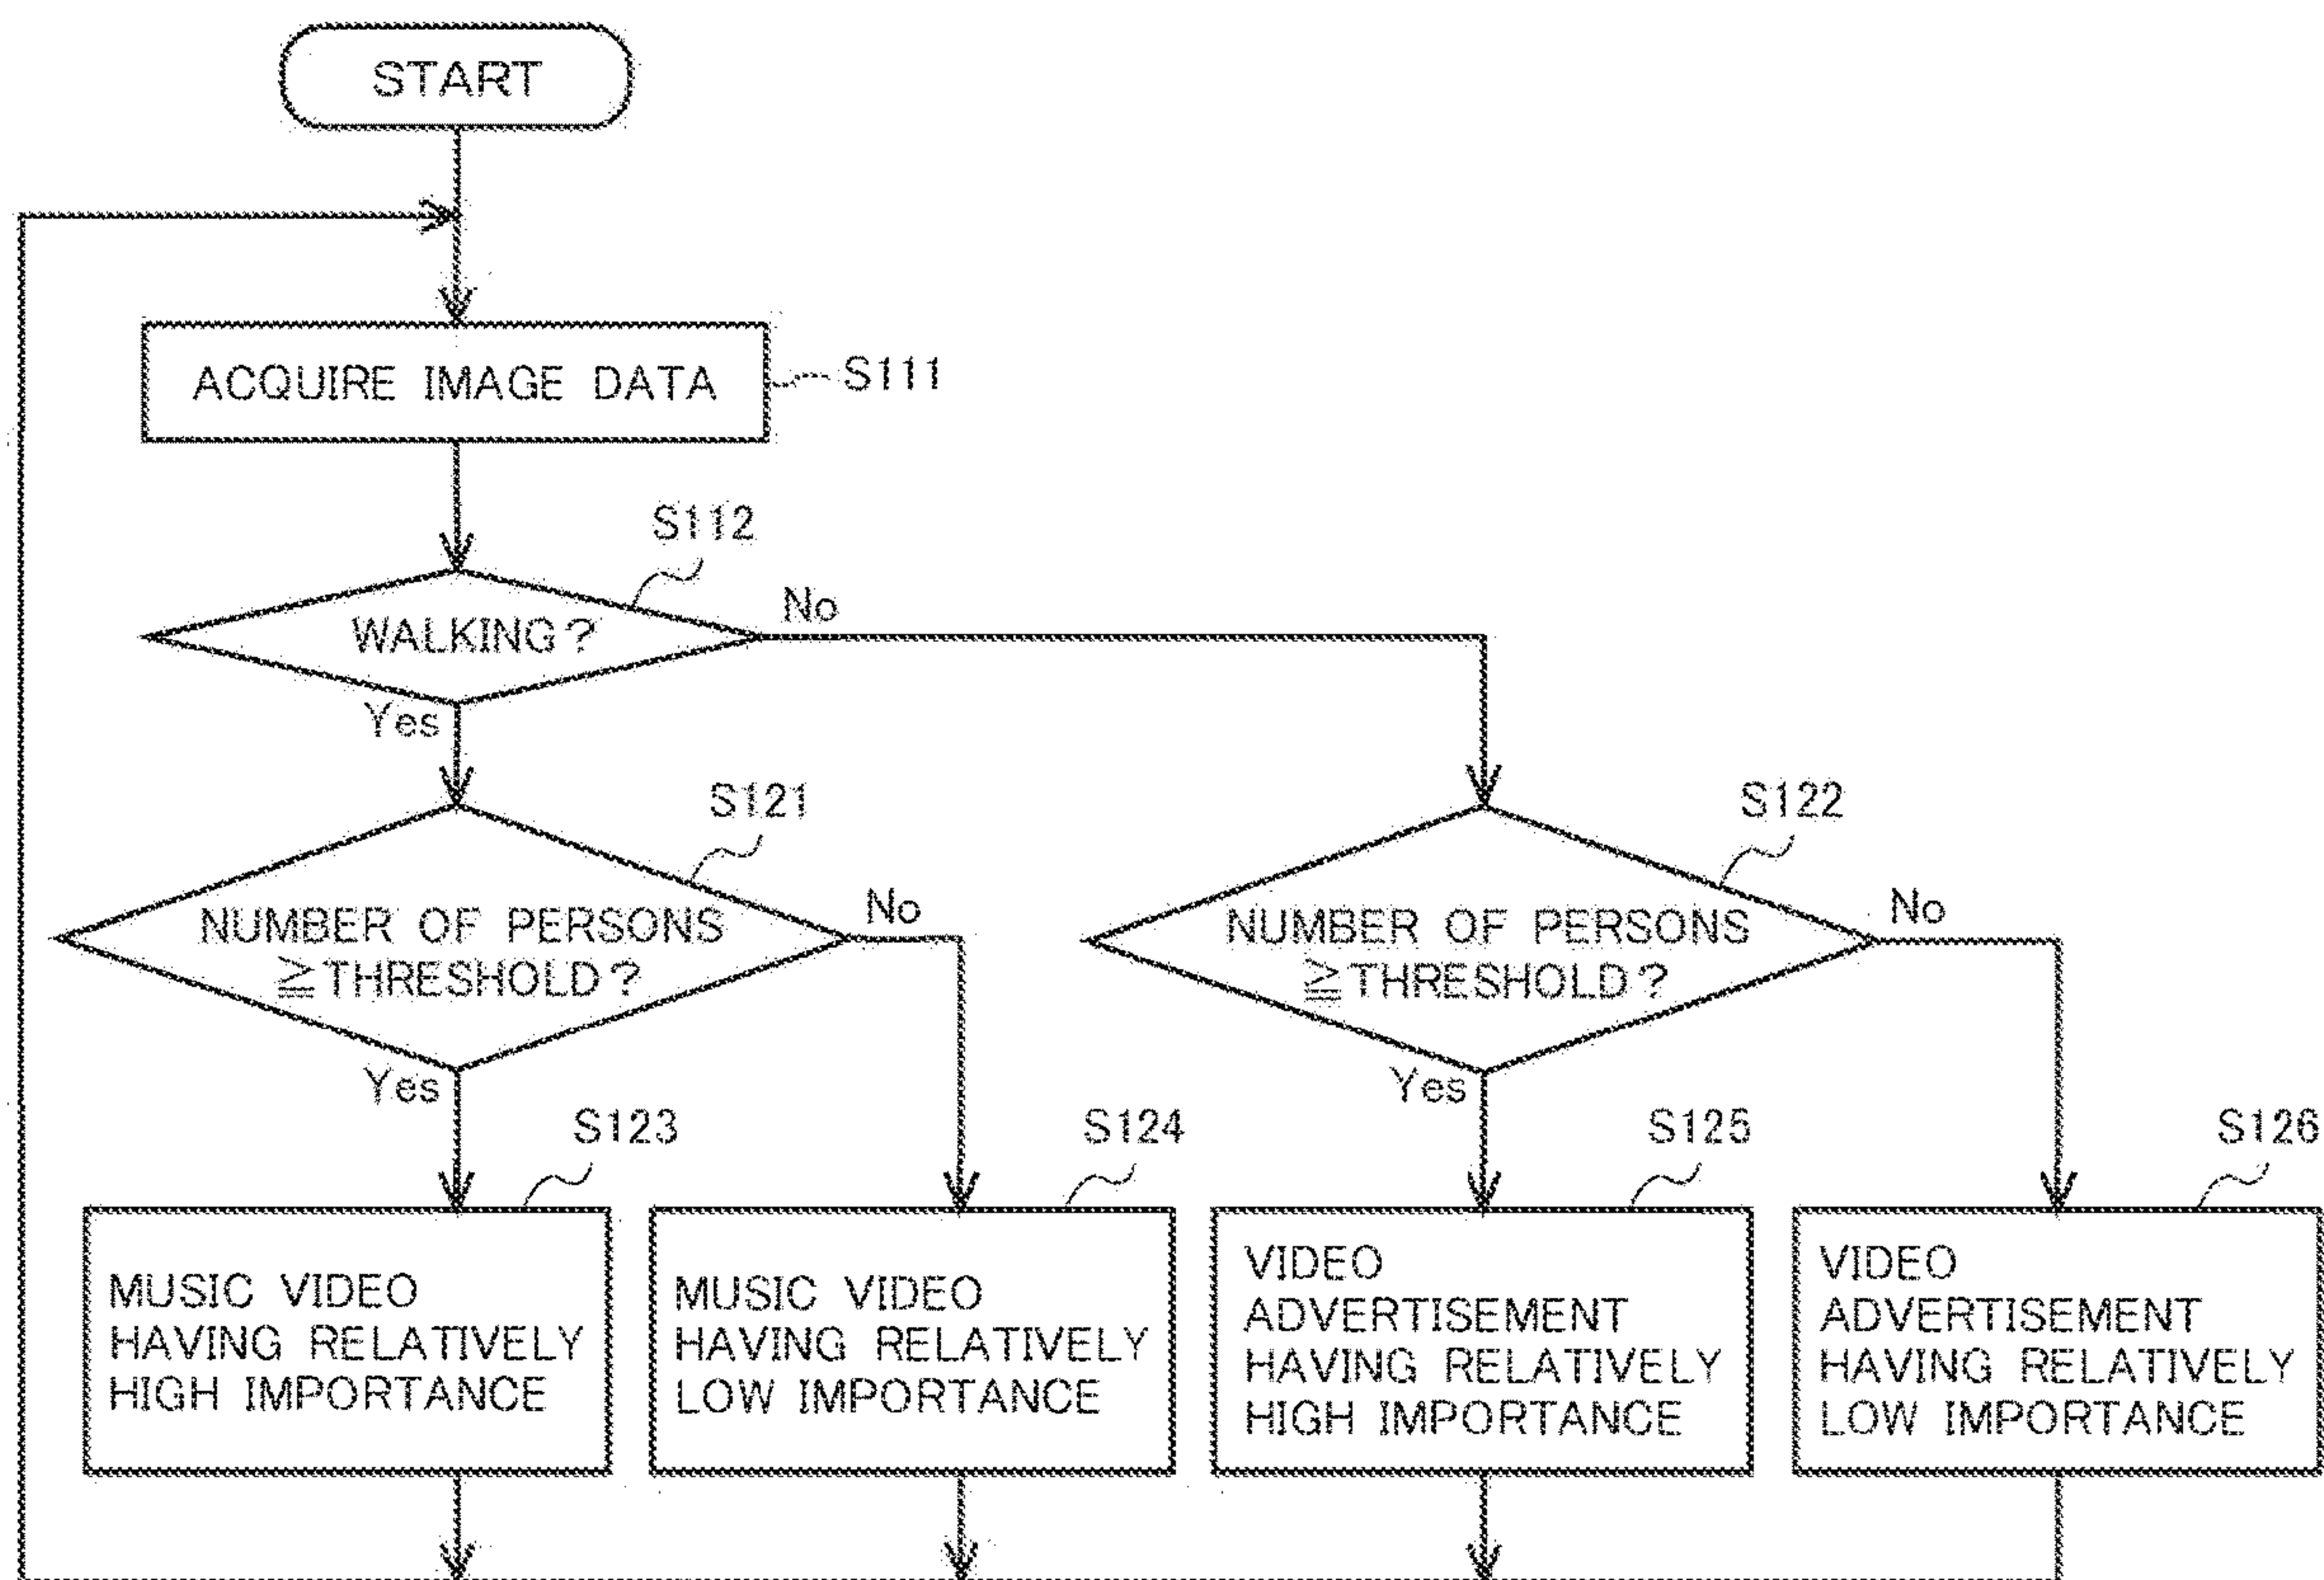 START
ACQUIRE IMAGE DATA
S111
S112
WALKING?
No
Yes
S121
NUMBER OF PERSONS
≧THRESHOLD?
No
Yes
S122
NUMBER OF PERSONS
≧THRESHOLD?
No
Yes
S123
MUSIC VIDEO
HAVING RELATIVELY
HIGH IMPORTANCE
S124
MUSIC VIDEO
HAVING RELATIVELY
LOW IMPORTANCE
S125
VIDEO
ADVERTISEMENT
HAVING RELATIVELY
HIGH IMPORTANCE
S126
VIDEO
ADVERTISEMENT
HAVING RELATIVELY
LOW IMPORTANCE